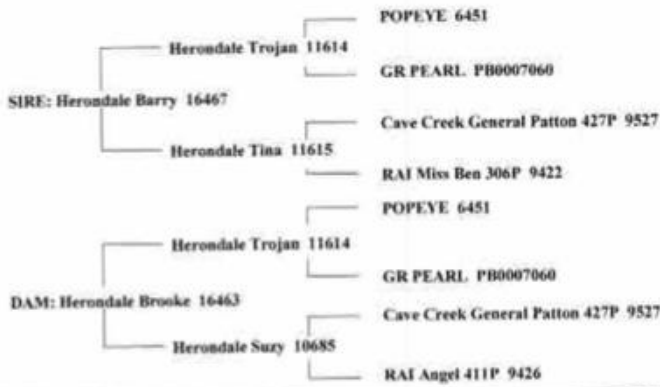 POPEYE 6451
Herondale Trojan 11614
GR PEARL PB0007060
SIRE: Herondale Barry 16467
Cave Creek General Patton 427P 9527
Herondale Tina 11615
RAI Miss Ben 306P 9422
POPEYE 6451
Herondale Trojan 11614
GR PEARL PB0007060
DAM: Herondale Brooke 16463
Cave Creek General Patton 427P 9527
Herondale Suzy 10685
RAI Angel 411P 9426